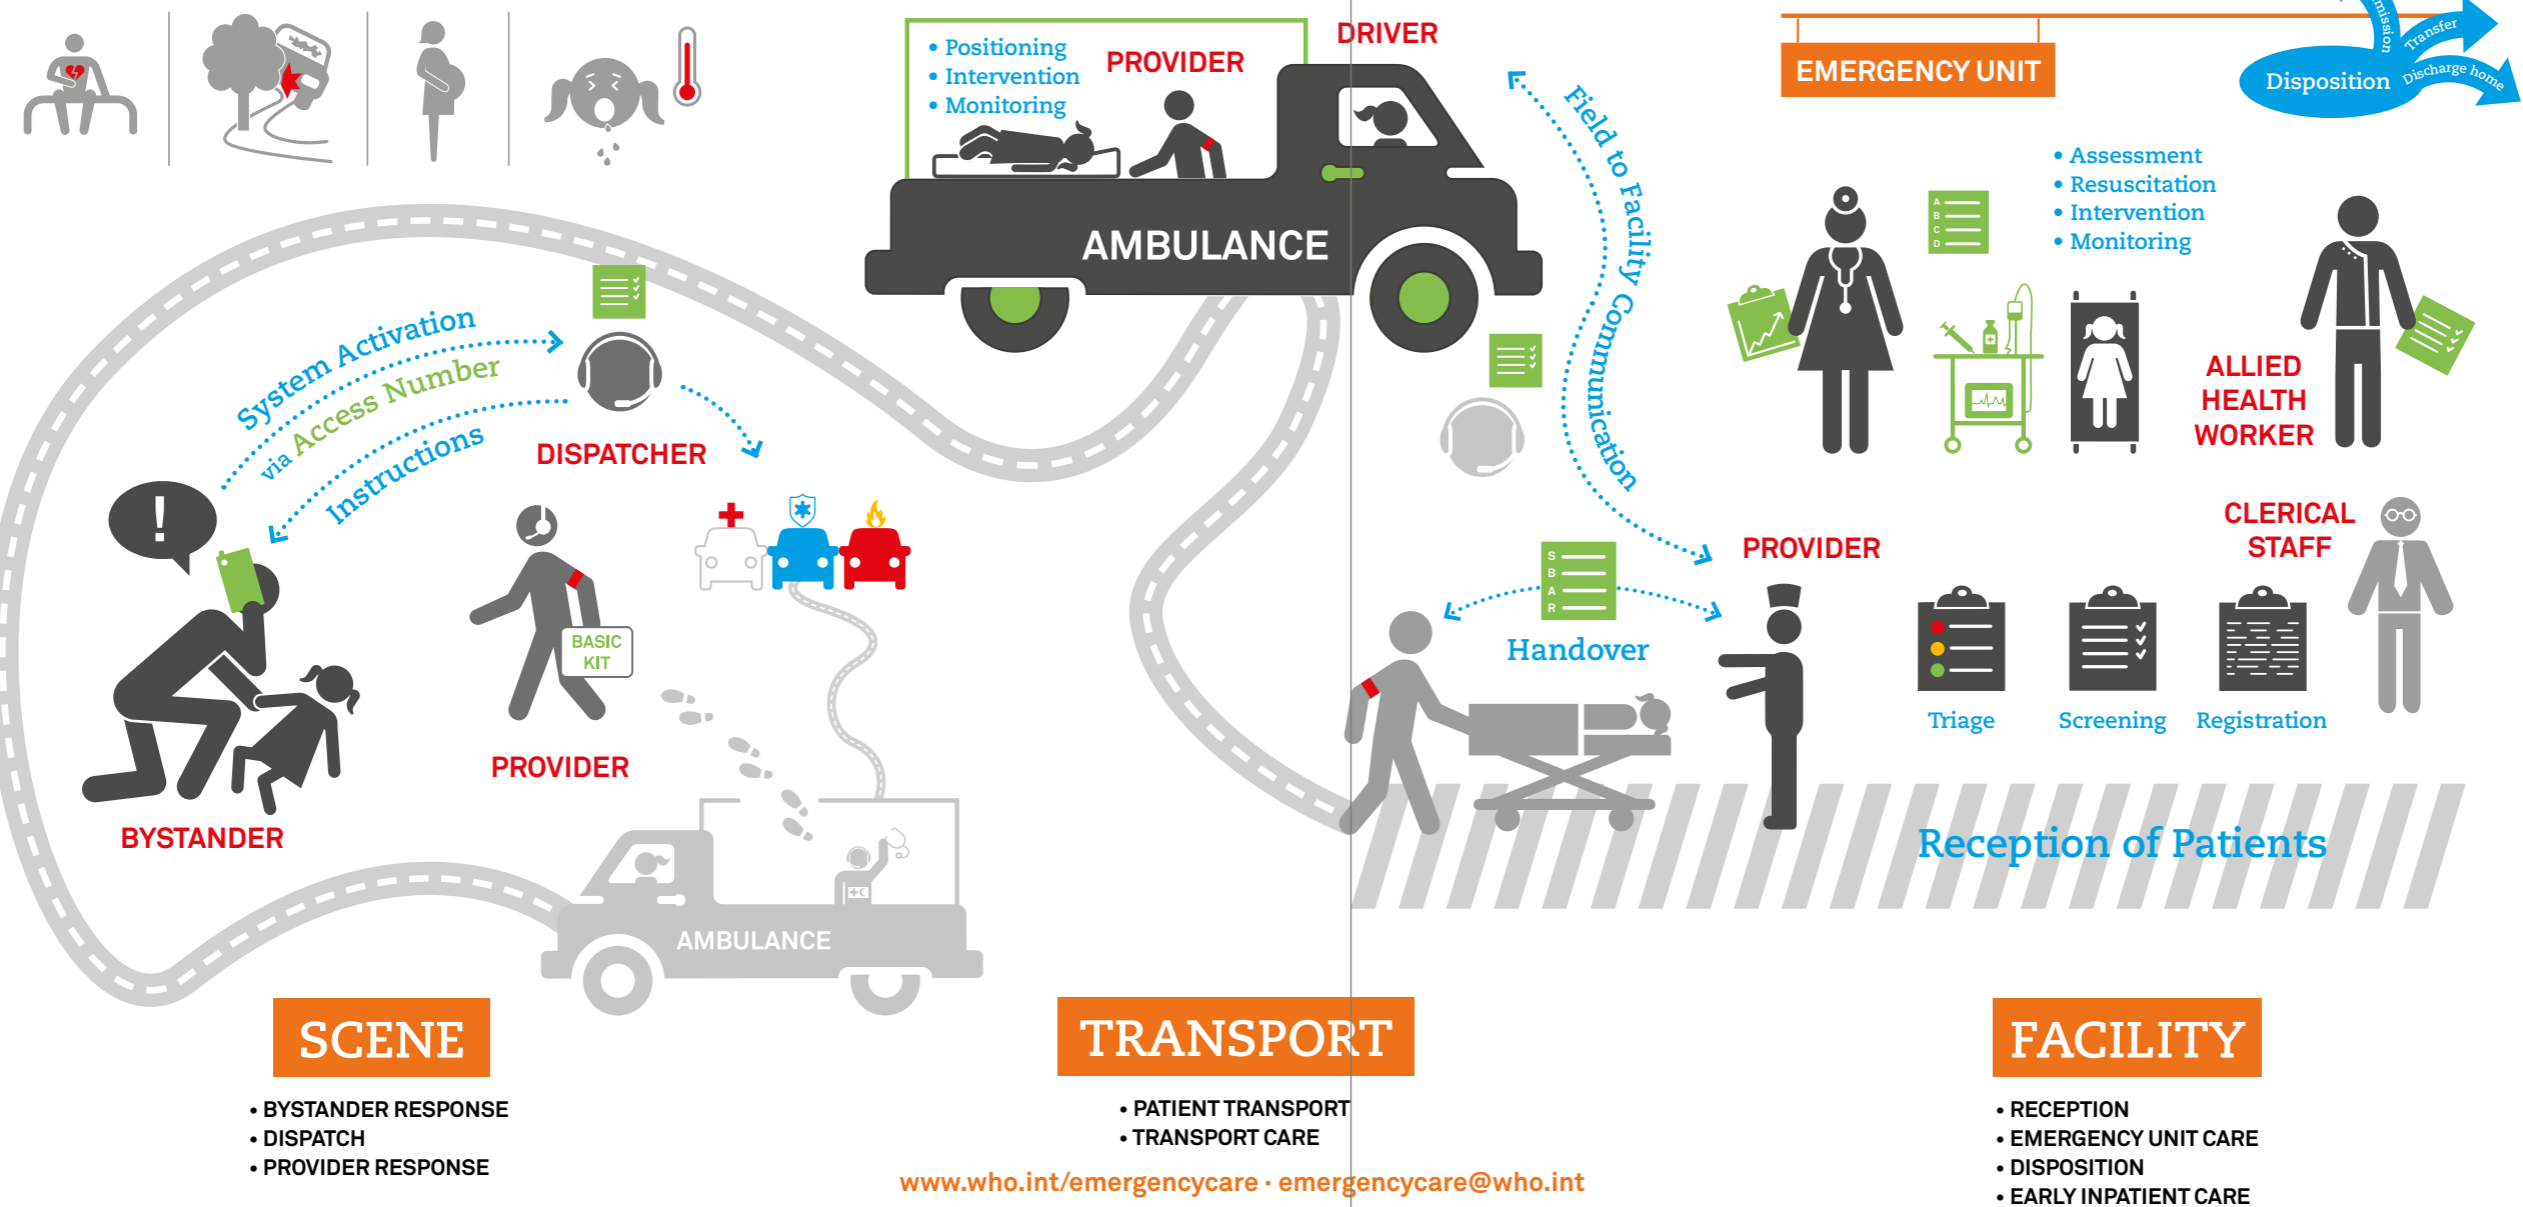 • Positioning
• Intervention
• Monitoring
PROVIDER
DRIVER
AMBULANCE
EMERGENCY UNIT
Disposition
Transfer
Discharge home
Field to Facility Communication
• Assessment
• Resuscitation
• Intervention
• Monitoring
A
B
C
D
ALLIED
HEALTH
WORKER
System Activation
via Access Number
Instructions
DISPATCHER
!
BASIC
KIT
PROVIDER
BYSTANDER
AMBULANCE
S
B
A
R
Handover
PROVIDER
CLERICAL
STAFF
Triage
Screening
Registration
Reception of Patients
SCENE
• BYSTANDER RESPONSE
• DISPATCH
• PROVIDER RESPONSE
TRANSPORT
• PATIENT TRANSPORT
• TRANSPORT CARE
FACILITY
• RECEPTION
• EMERGENCY UNIT CARE
• DISPOSITION
• EARLY INPATIENT CARE
www.who.int/emergencycare · emergencycare@who.int